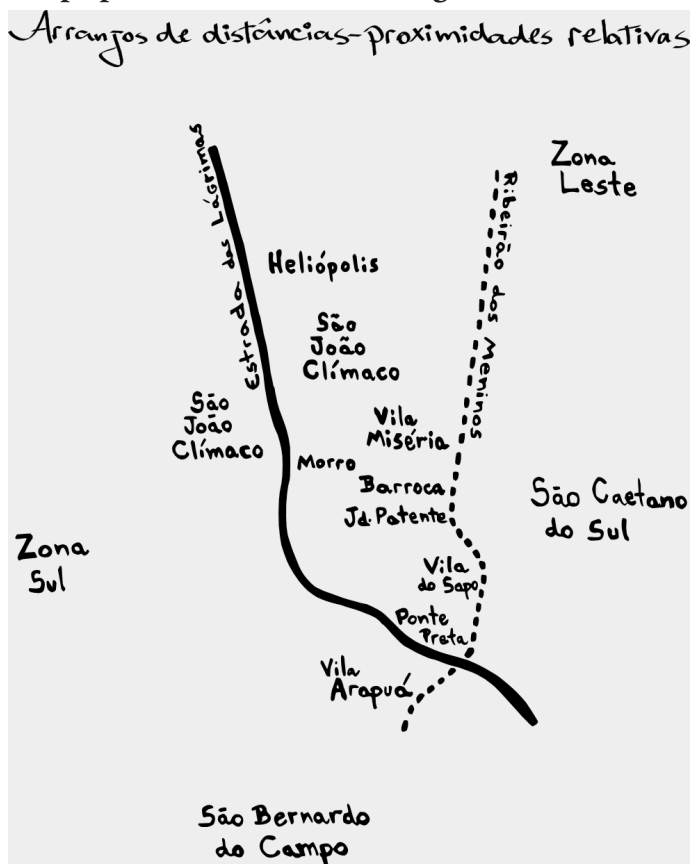 Arranjos de distâncias-proximidades relativas
Estrada das Lágrimas
Zona
Leste
Ribeirão dos Meninos
Heliópolis
São
João
Clímaco
São
João
Clímaco
Vila
Miséria
Morro
Barroca
Jd. Patente
São Caetano
do Sul
Zona
Sul
Vila
do Sapo
Ponte
Preta
Vila
Arapuá
São Bernardo
do Campo